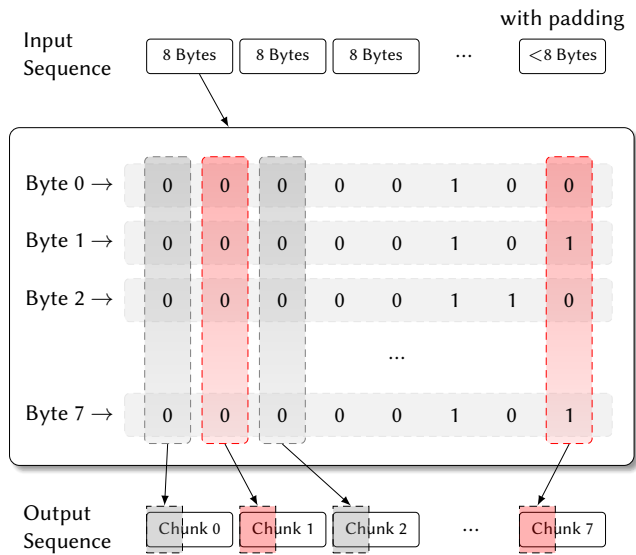 with padding
Input Sequence 8 Bytes 8 Bytes 8 Bytes ... <8 Bytes
Byte 0 → 0 0 0 0 0 1 0 0
Byte 1 → 0 0 0 0 0 1 0 1
Byte 2 → 0 0 0 0 0 1 1 0
...
Byte 7 → 0 0 0 0 0 1 0 1
Output Sequence Chunk 0 Chunk 1 Chunk 2 ... Chunk 7